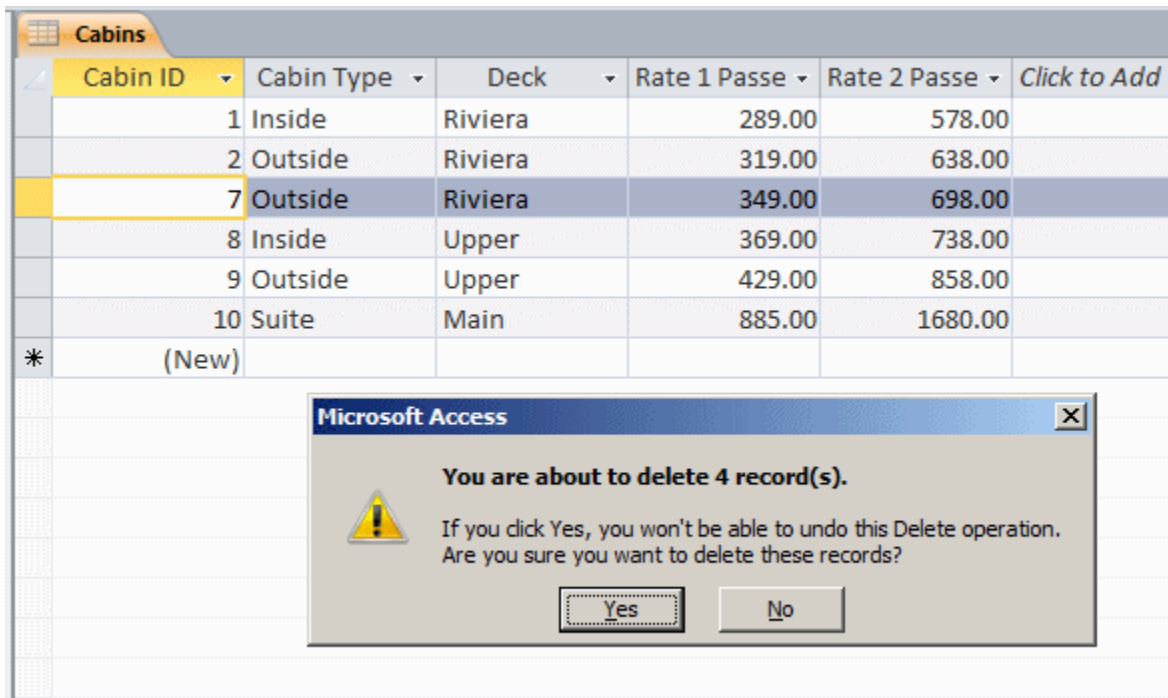 Cabins
Cabin ID Cabin Type Deck Rate 1 Passe Rate 2 Passe Click to Add
1 Inside Riviera 289.00 578.00
2 Outside Riviera 319.00 638.00
7 Outside Riviera 349.00 698.00
8 Inside Upper 369.00 738.00
9 Outside Upper 429.00 858.00
10 Suite Main 885.00 1680.00
* (New)
Microsoft Access
You are about to delete 4 record(s).
If you click Yes, you won't be able to undo this Delete operation.
Are you sure you want to delete these records?
Yes No